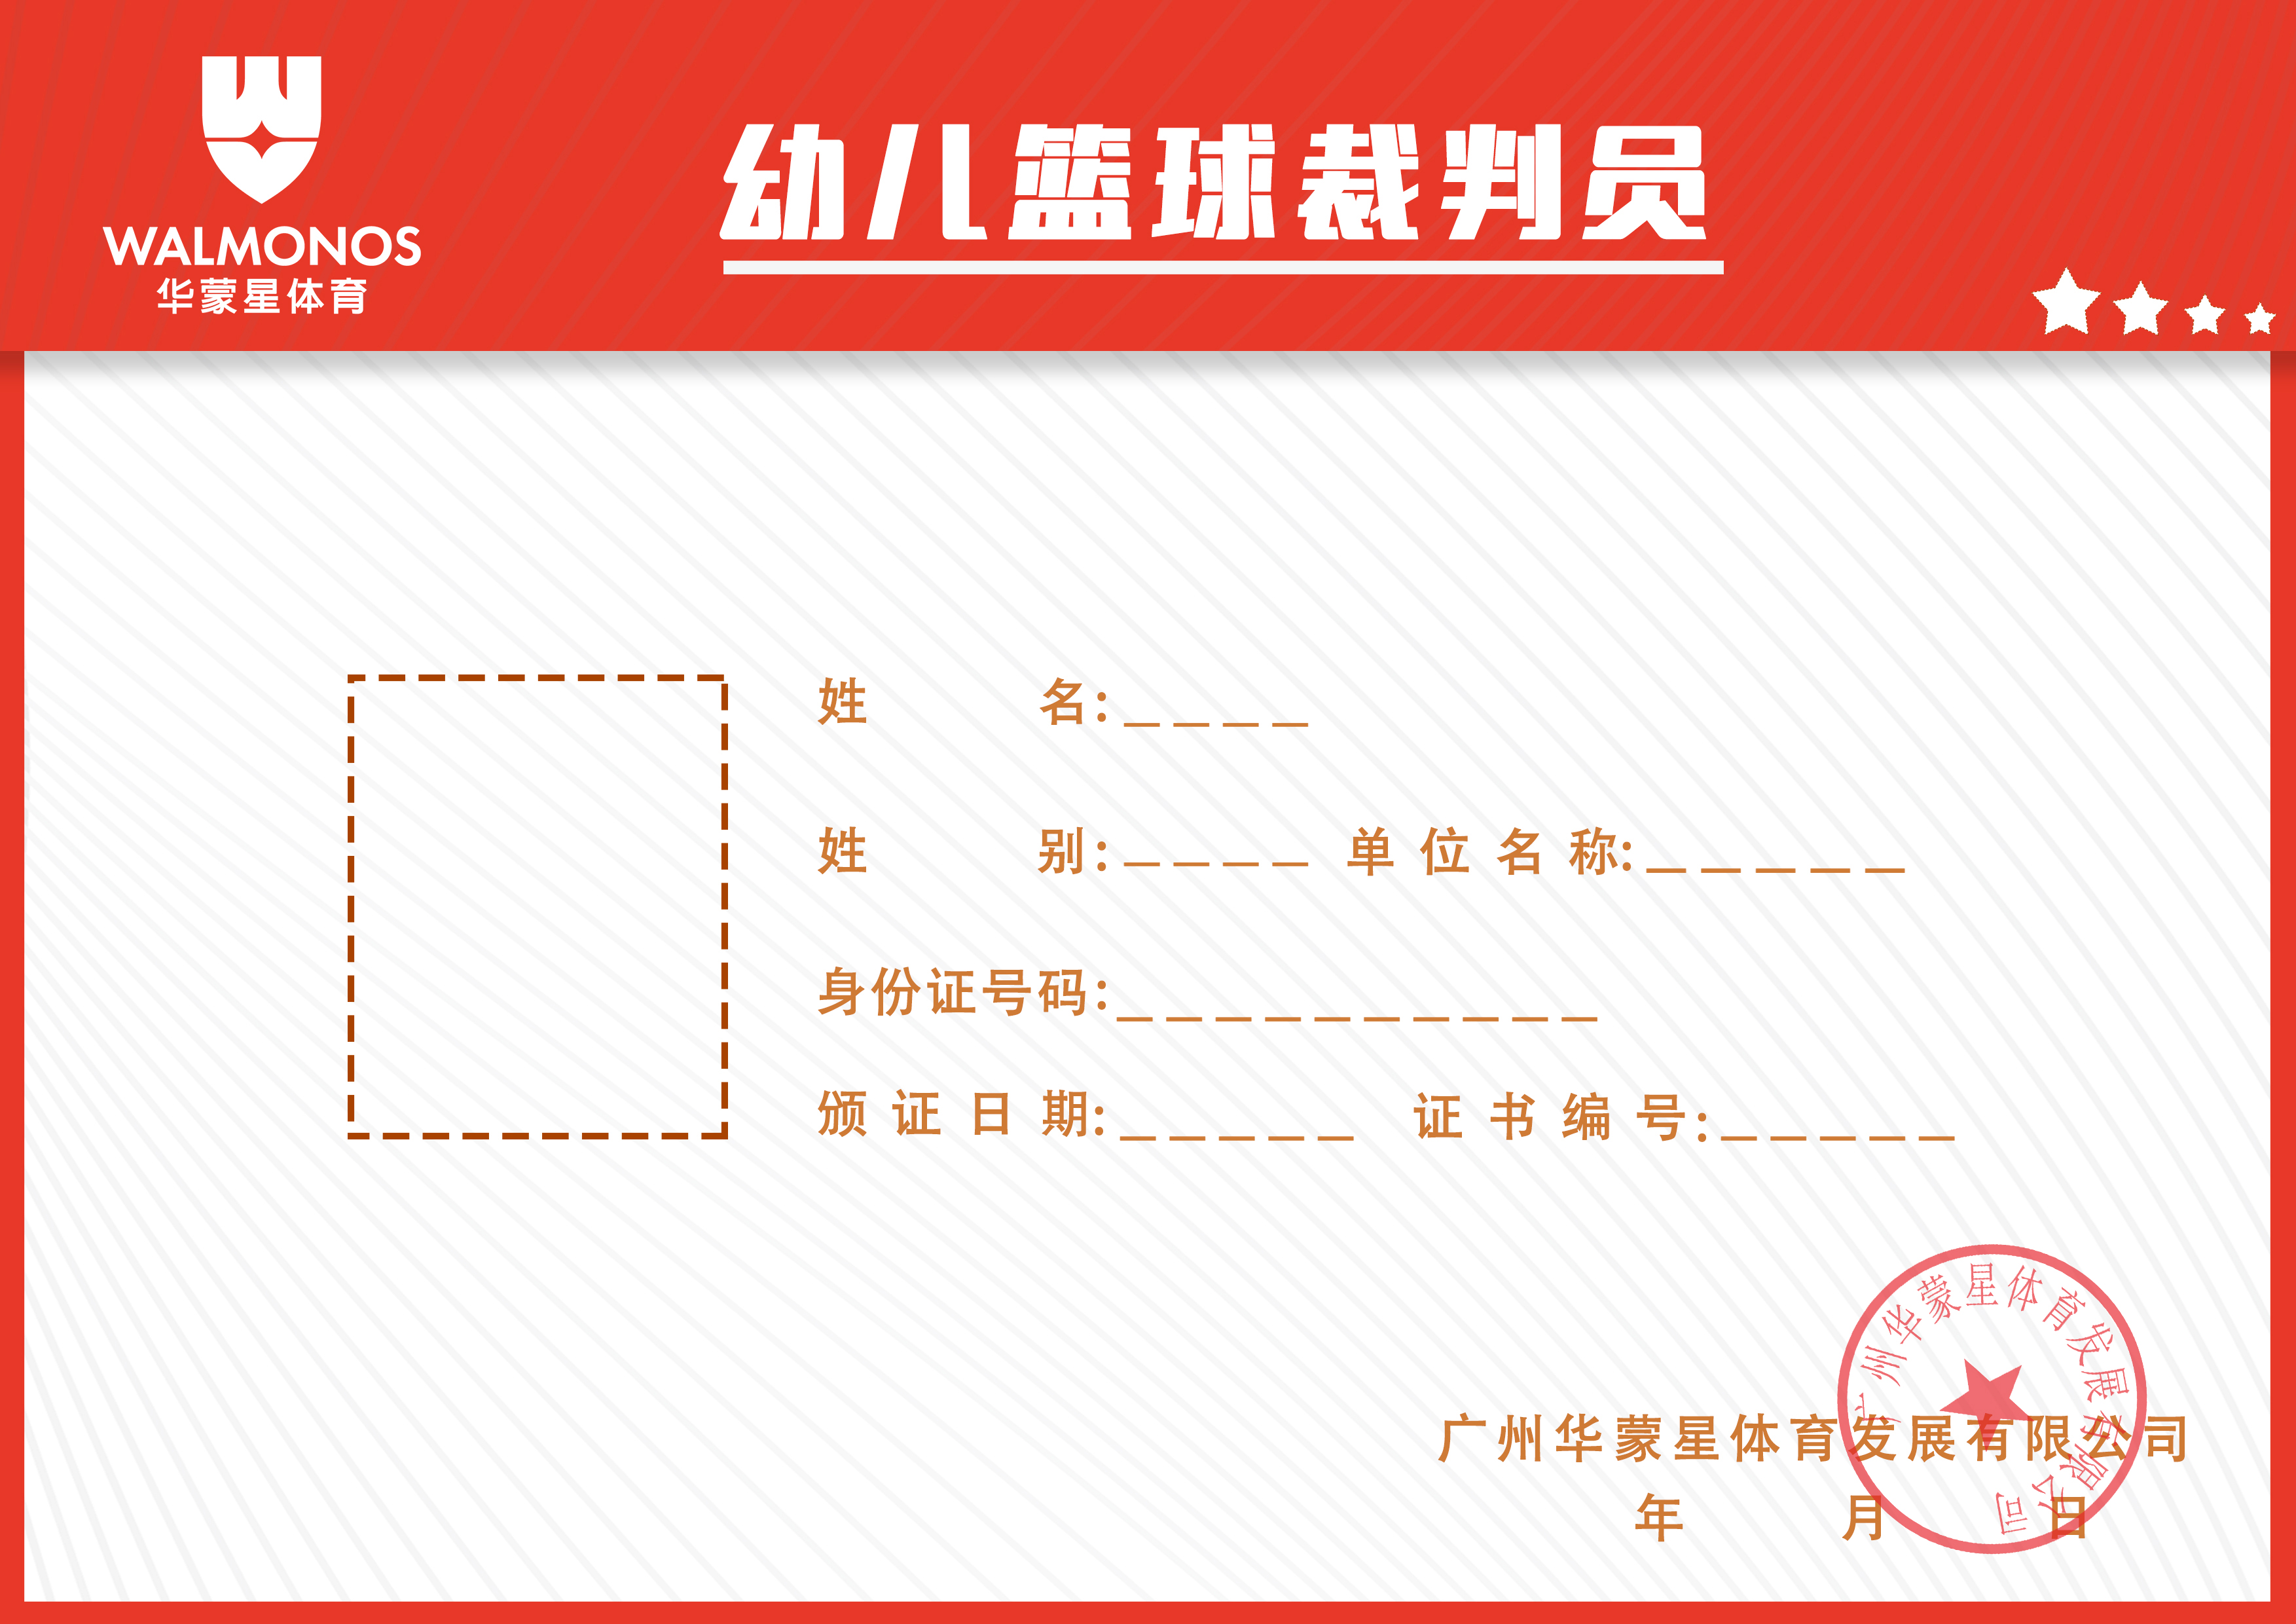 WALMONOS
华蒙星体育
幼儿篮球裁判员
姓 名:＿＿＿＿
姓 别:＿＿＿＿ 单位名称:＿＿＿＿＿
身份证号码:＿＿＿＿＿＿＿＿＿＿
颁证日期:＿＿＿＿＿ 证书编号:＿＿＿＿＿
广州华蒙星体育发展有限公司
广州华蒙星体育发展有限公司
年 月 日